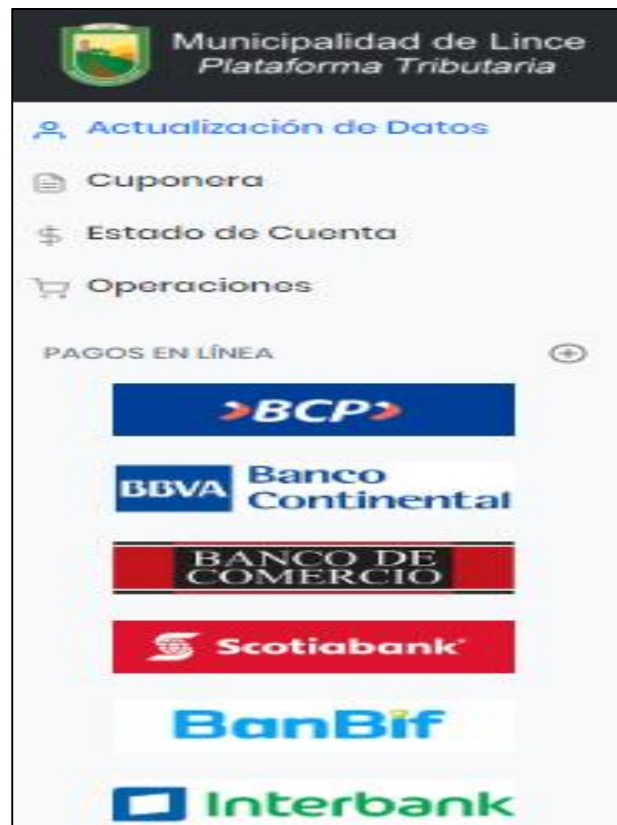 Municipalidad de Lince
Plataforma Tributaria
Actualización de Datos
Cuponera
Estado de Cuenta
Operaciones
PAGOS EN LÍNEA
BCP
BBVA Banco
Continental
BANCO DE
COMERCIO
Scotiabank
BanBif
Interbank